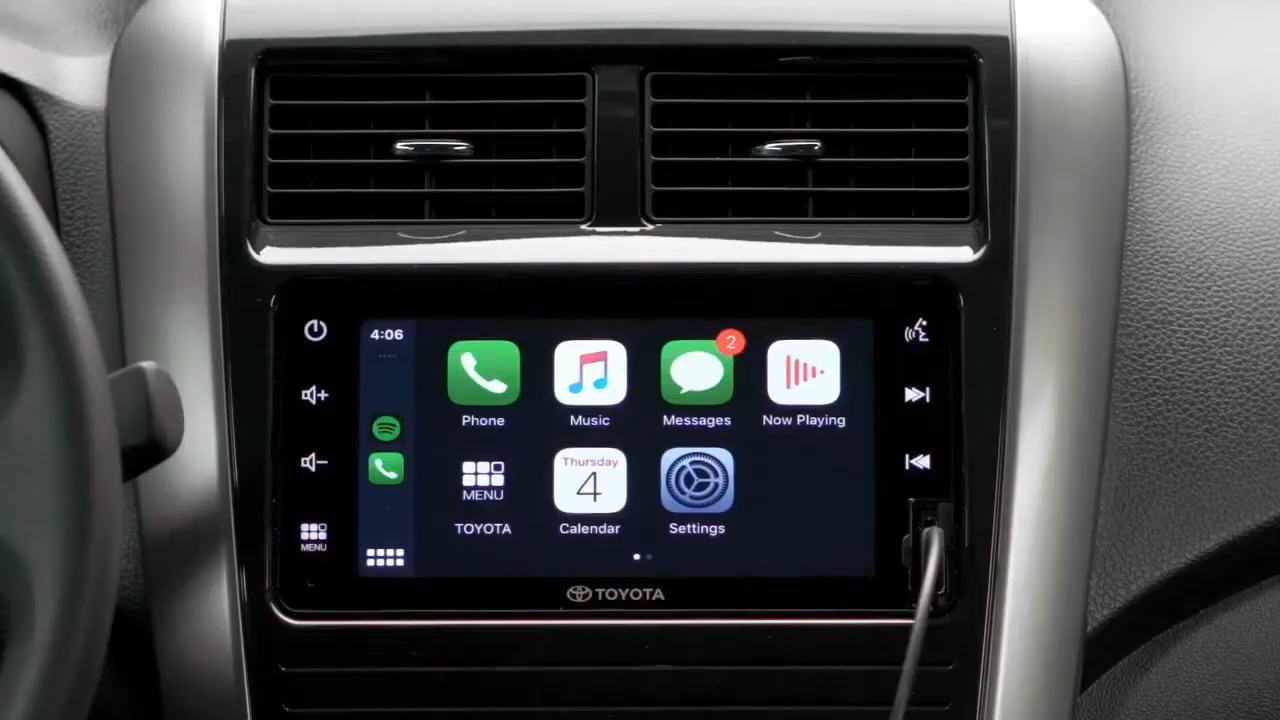 4:06
2
Phone
Music
Messages
Now Playing
MENU
Thursday
4
TOYOTA
Calendar
Settings
MENU
TOYOTA